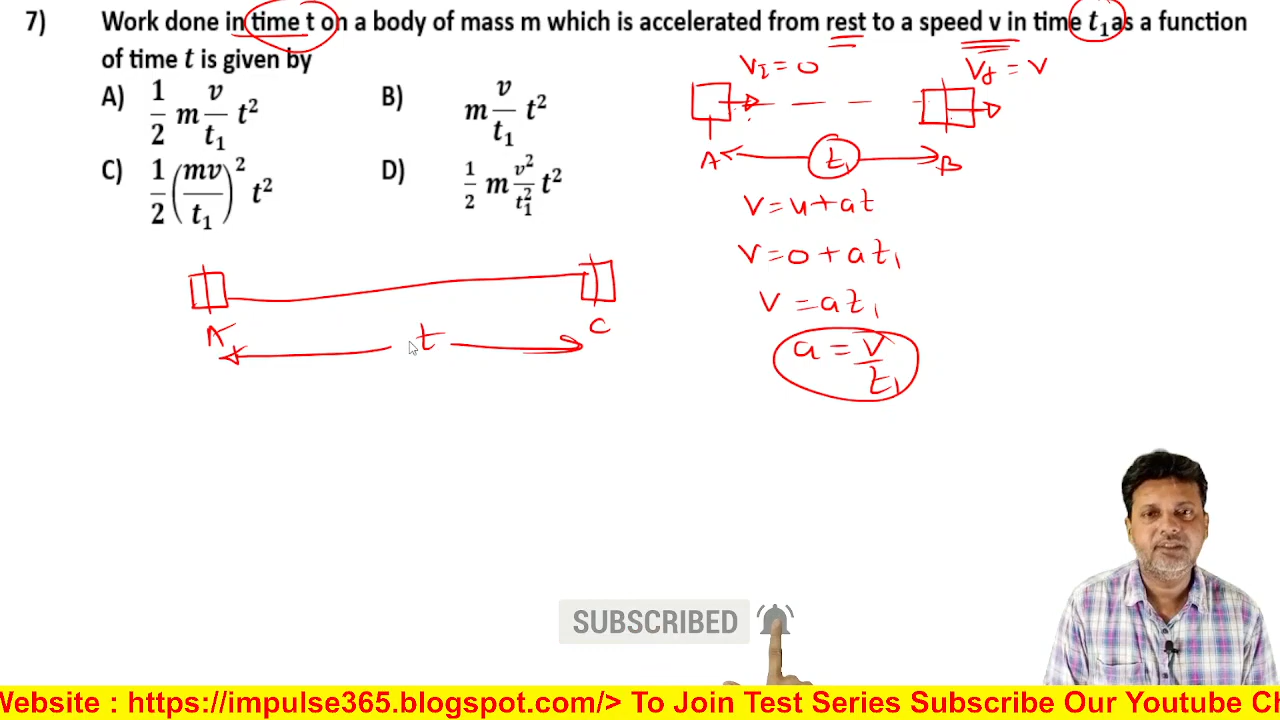 7) Work done in time t on a body of mass m which is accelerated from rest to a speed v in time t₁ as a function
of time t is given by
A) 1/2 m v/t₁ t²
B) m v/t₁ t²
C) 1/2 (mv/t₁)² t²
D) 1/2 m v²/t₁² t²
V_I = 0
V_f = V
A
t₁
B
V = u + at
V = 0 + at₁
V = at₁
a = V/t₁
A
t
C
SUBSCRIBED
Website : https://impulse365.blogspot.com/> To Join Test Series Subscribe Our Youtube Ch